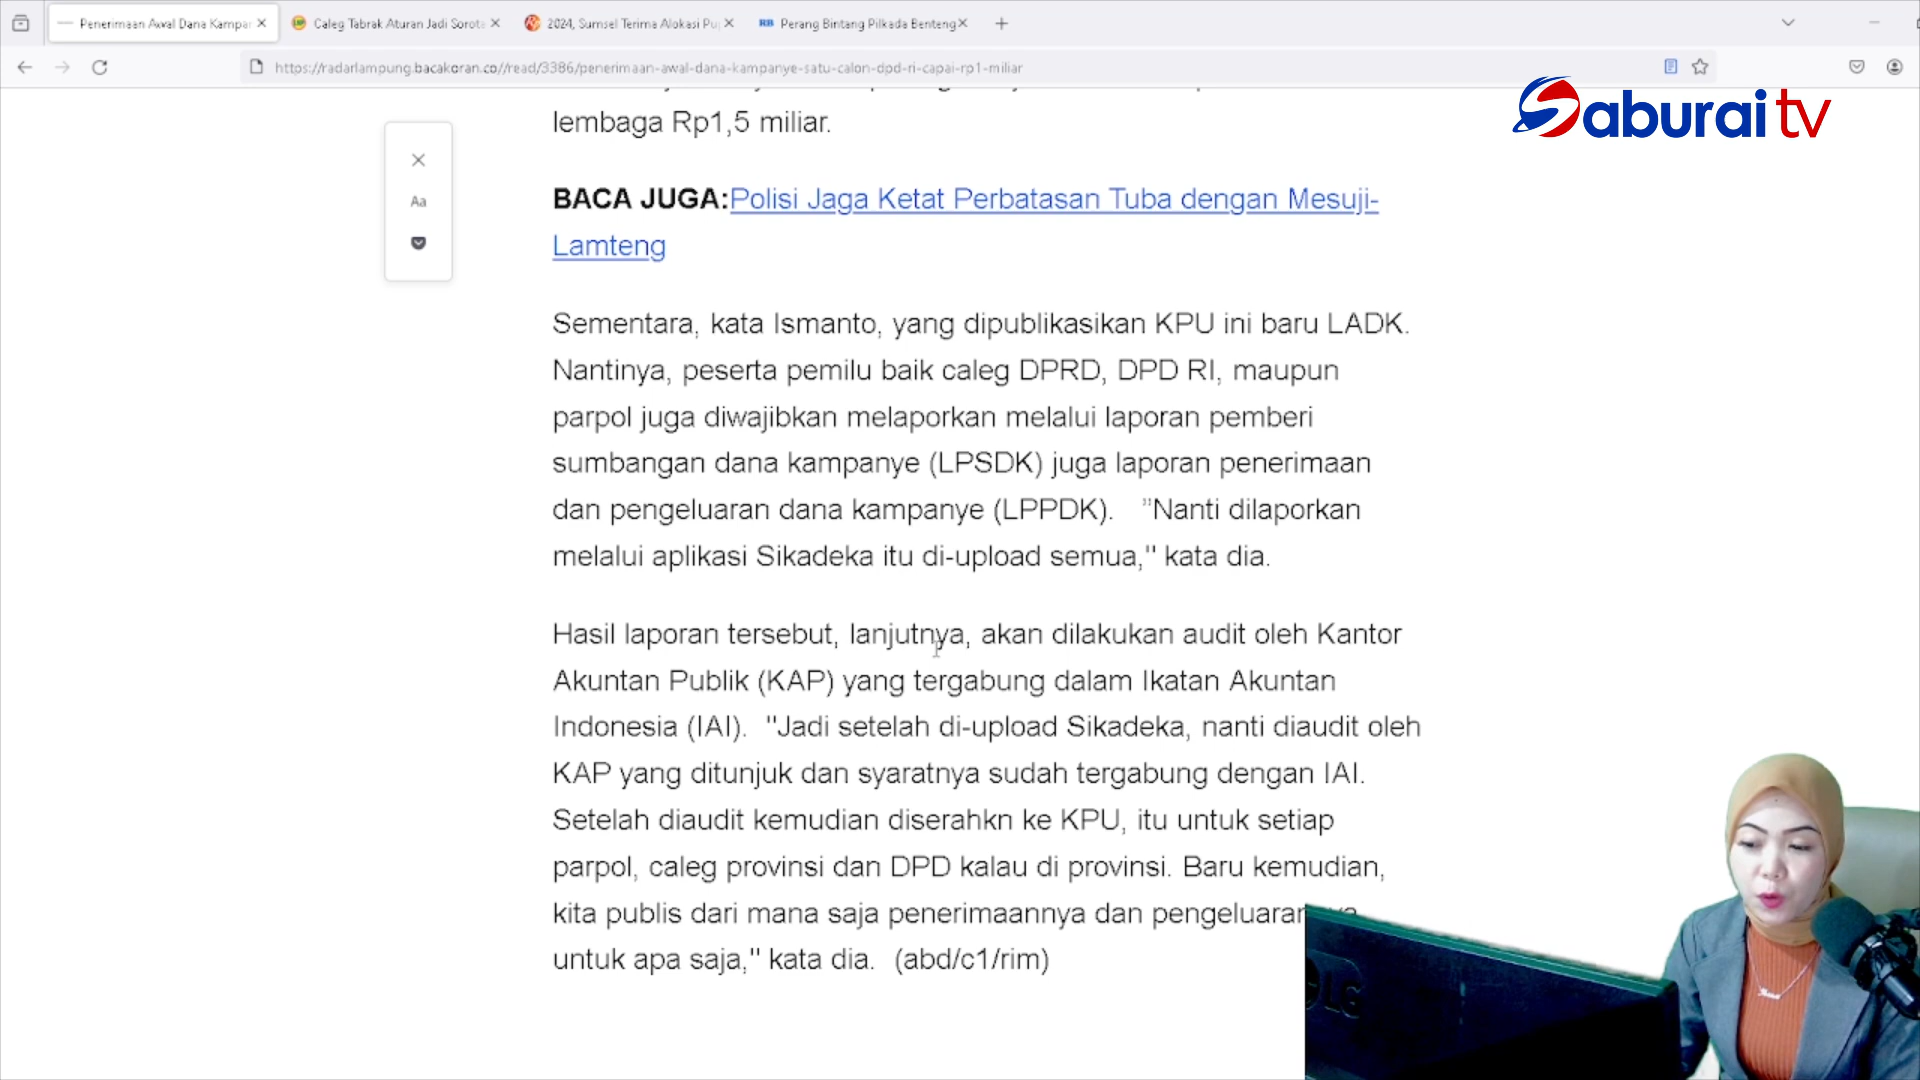 Penerimaan Awal Dana Kampan
Caleg Tabrak Aturan Jadi Sorota
2024, Sumsel Terima Alokasi Pu
RB Perang Bintang Pilkada Benteng
https://radarlampung.bacakoran.co//read/3386/penerimaan-awal-dana-kampanye-satu-calon-dpd-ri-capai-rp1-miliar
Saburai tv
lembaga Rp1,5 miliar.
Aa
BACA JUGA:Polisi Jaga Ketat Perbatasan Tuba dengan Mesuji-
Lamteng
Sementara, kata Ismanto, yang dipublikasikan KPU ini baru LADK.
Nantinya, peserta pemilu baik caleg DPRD, DPD RI, maupun
parpol juga diwajibkan melaporkan melalui laporan pemberi
sumbangan dana kampanye (LPSDK) juga laporan penerimaan
dan pengeluaran dana kampanye (LPPDK).   ''Nanti dilaporkan
melalui aplikasi Sikadeka itu di-upload semua,'' kata dia.
Hasil laporan tersebut, lanjutnya, akan dilakukan audit oleh Kantor
Akuntan Publik (KAP) yang tergabung dalam Ikatan Akuntan
Indonesia (IAI).  ''Jadi setelah di-upload Sikadeka, nanti diaudit oleh
KAP yang ditunjuk dan syaratnya sudah tergabung dengan IAI.
Setelah diaudit kemudian diserahkn ke KPU, itu untuk setiap
parpol, caleg provinsi dan DPD kalau di provinsi. Baru kemudian,
kita publis dari mana saja penerimaannya dan pengeluarannya
untuk apa saja,'' kata dia.  (abd/c1/rim)
LG